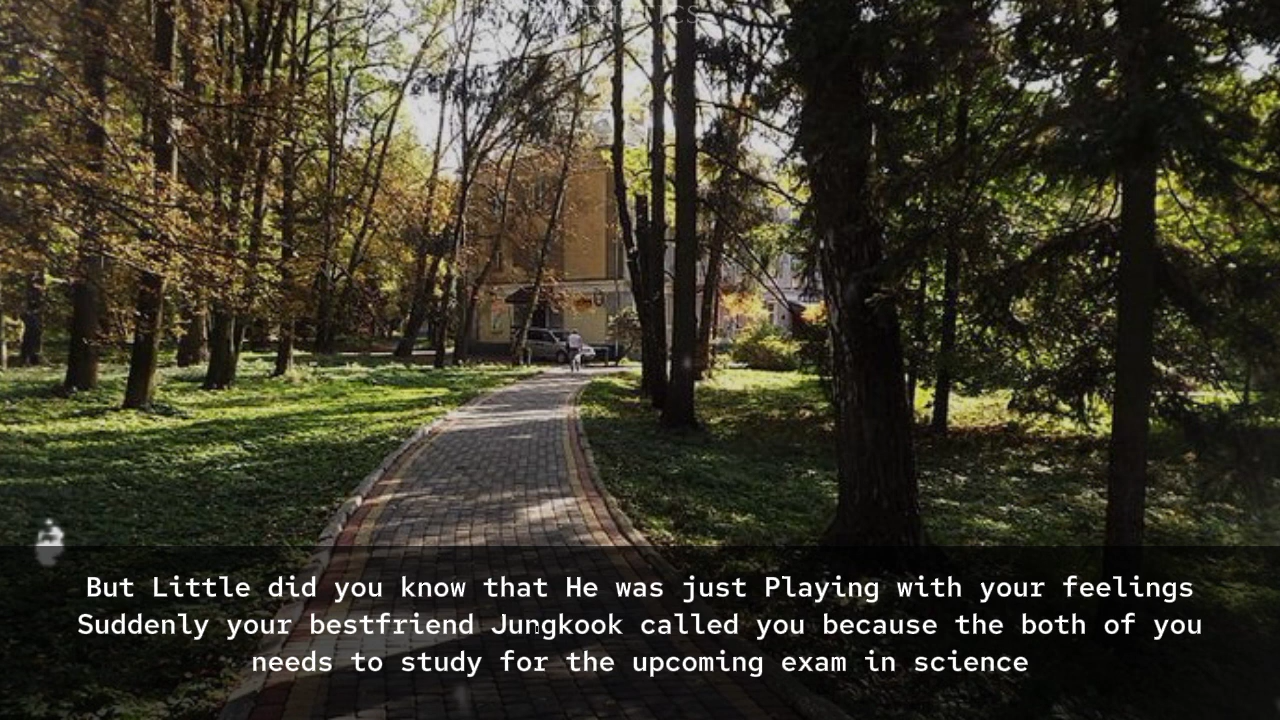 But Little did you know that He was just Playing with your feelings
Suddenly your bestfriend Jungkook called you because the both of you
needs to study for the upcoming exam in science